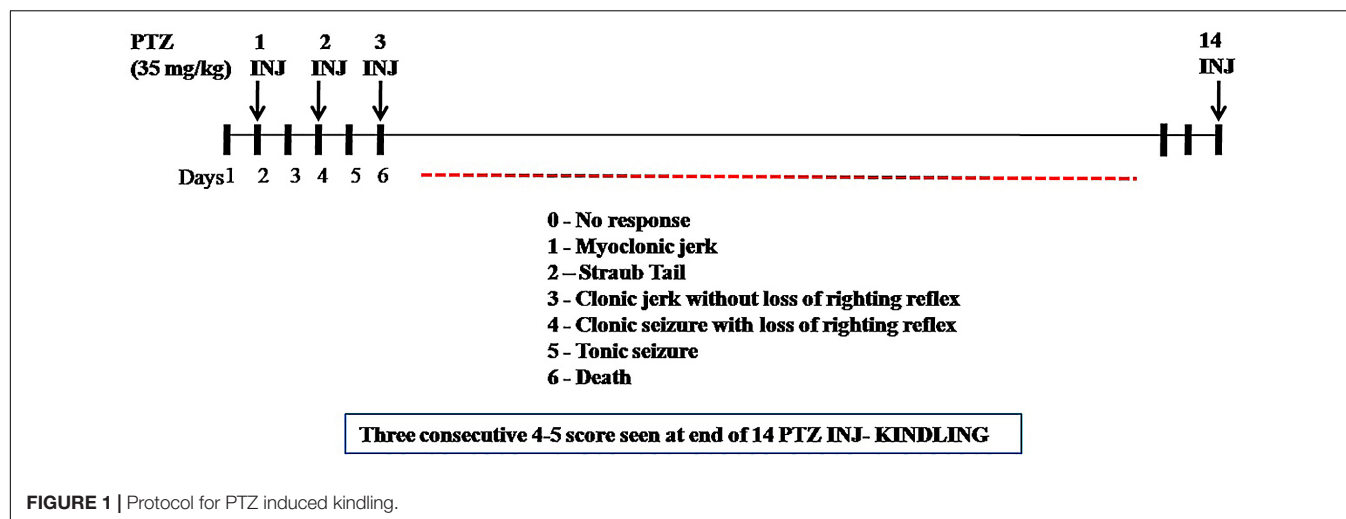 PTZ 1 2 3 14
(35 mg/kg) INJ INJ INJ INJ
Days1 2 3 4 5 6
0 - No response
1 - Myoclonic jerk
2 – Straub Tail
3 - Clonic jerk without loss of righting reflex
4 - Clonic seizure with loss of righting reflex
5 - Tonic seizure
6 - Death
Three consecutive 4-5 score seen at end of 14 PTZ INJ- KINDLING
FIGURE 1 | Protocol for PTZ induced kindling.